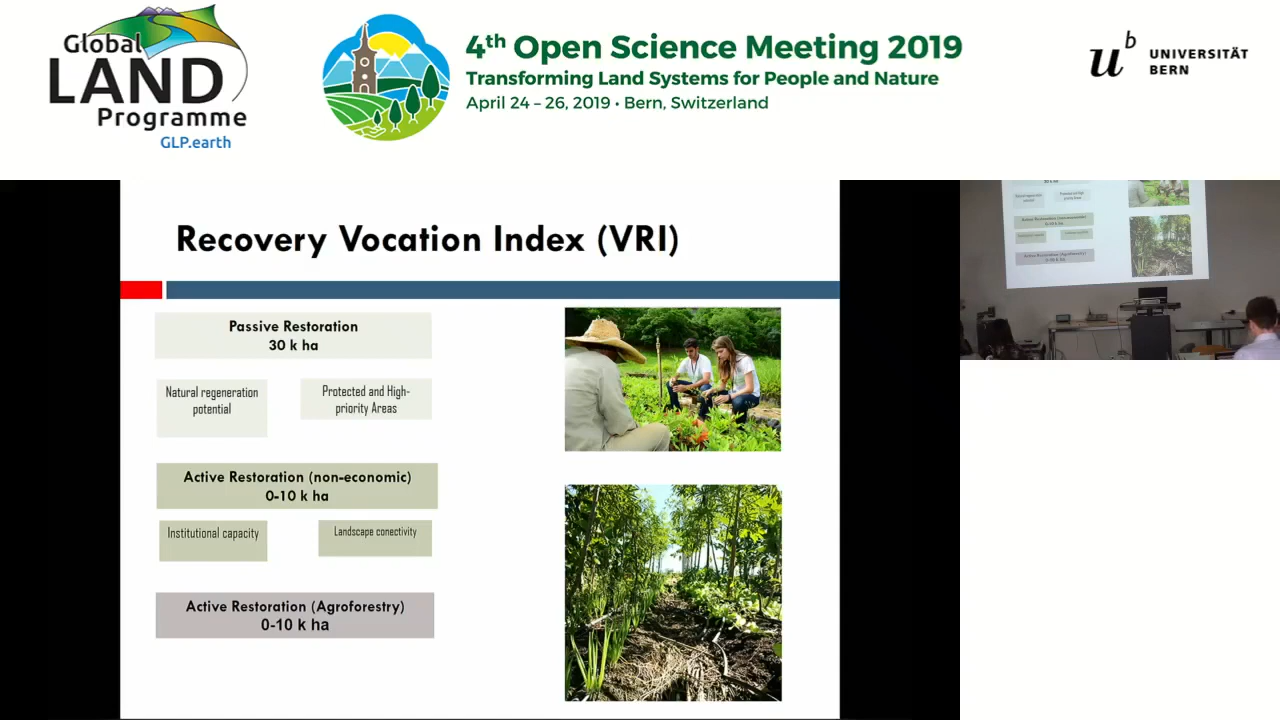 Global
LAND
Programme
GLP.earth
4th Open Science Meeting 2019
Transforming Land Systems for People and Nature
April 24 – 26, 2019 • Bern, Switzerland
u b
UNIVERSITÄT
BERN
Recovery Vocation Index (VRI)
Passive Restoration
30 k ha
Natural regeneration
potential
Protected and High-
priority Areas
Active Restoration (non-economic)
0-10 k ha
Institutional capacity
Landscape conectivity
Active Restoration (Agroforestry)
0-10 k ha